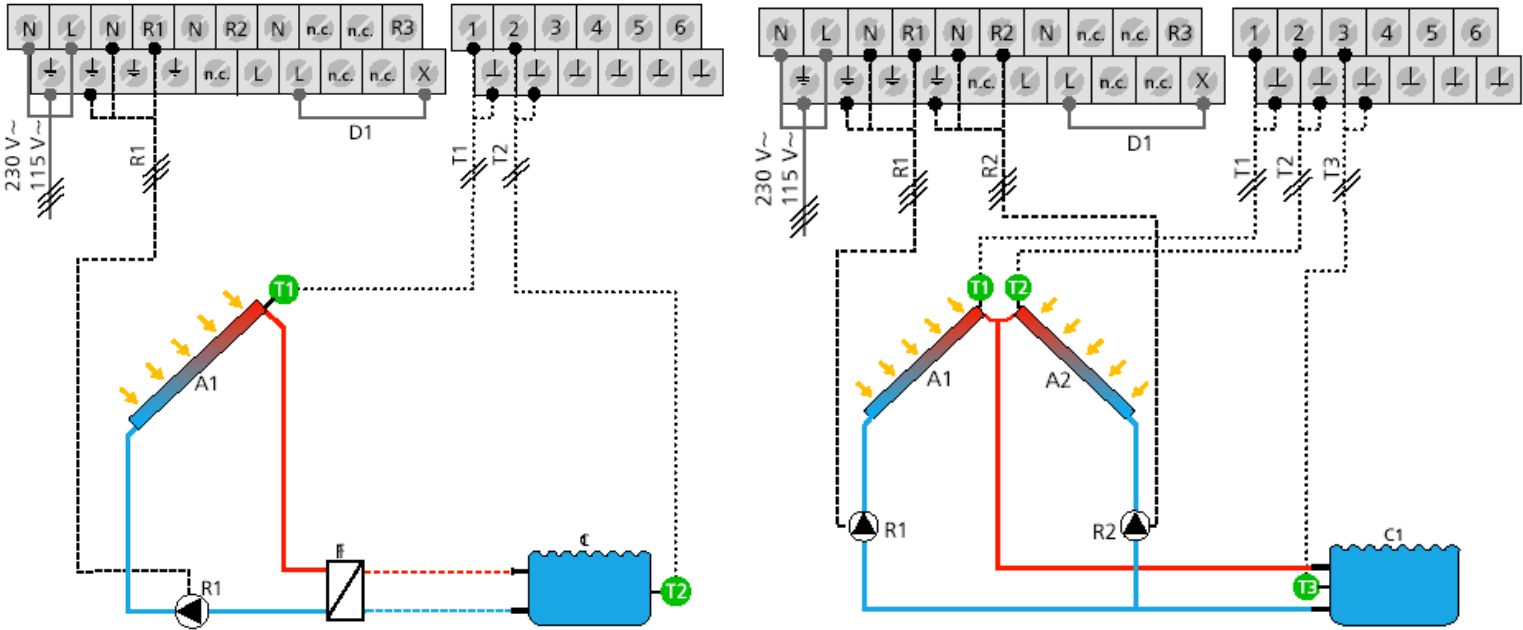 N L N R1 N R2 N n.c. n.c. R3
n.c. L L n.c. n.c. X
1 2 3 4 5 6
D1
230 V~
115 V~
R1
T1
T2
T1
A1
F
C
R1
T2
N L N R1 N R2 N n.c. n.c. R3
n.c. L L n.c. n.c. X
1 2 3 4 5 6
D1
230 V~
115 V~
R1
R2
T1
T2
T3
T1 T2
A1 A2
R1 R2
C1
T3